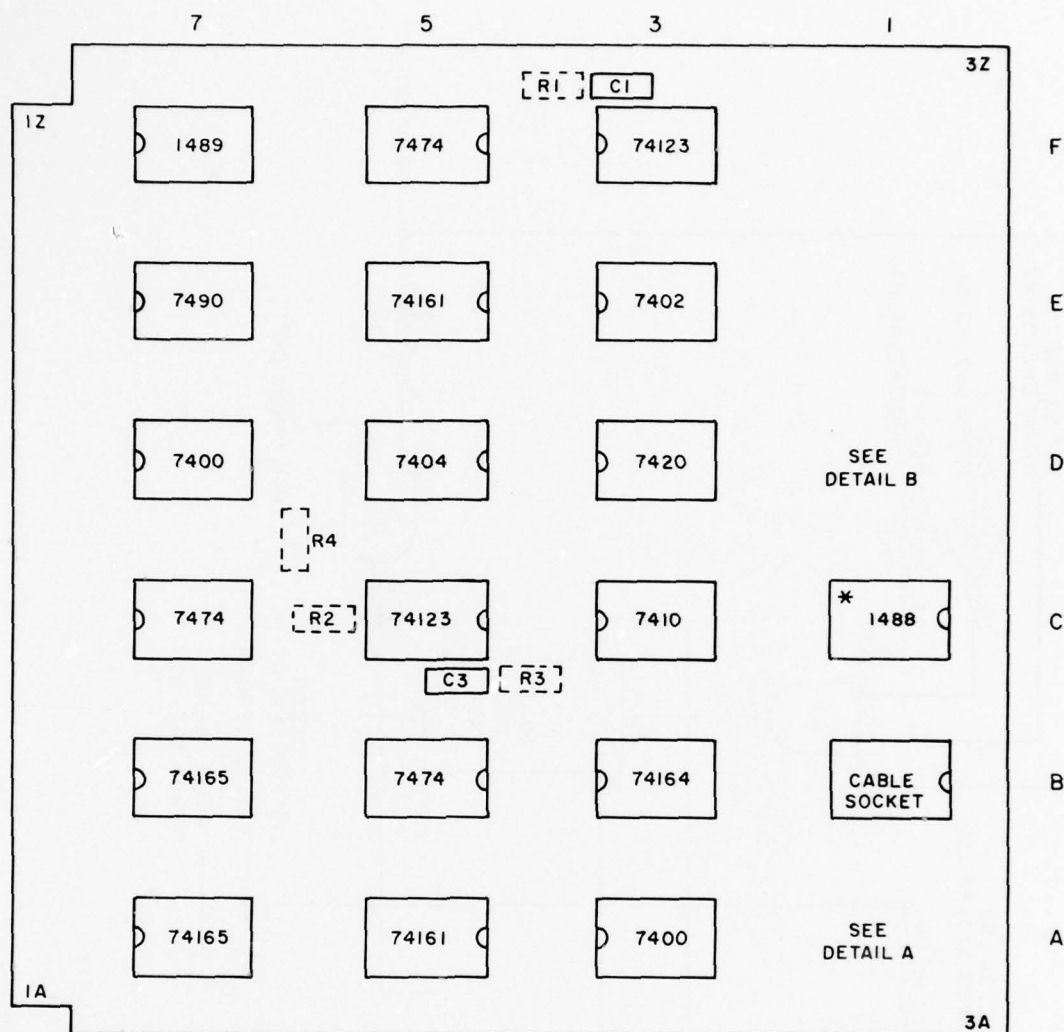 7 5 3 1
3Z
R1 C1
1Z
1489 7474 74123 F
7490 74161 7402 E
7400 7404 7420 SEE D
DETAIL B
R4
* 
7474 R2 74123 7410 1488 C
C3 R3
74165 7474 74164 CABLE B
SOCKET
74165 74161 7400 SEE A
DETAIL A
1A
3A